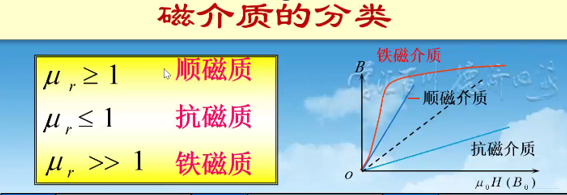 磁介质的分类
μr ≥ 1 顺磁质
μr ≤ 1 抗磁质
μr >> 1 铁磁质
铁磁介质
B
顺磁介质
抗磁介质
o
μ0H (B0)